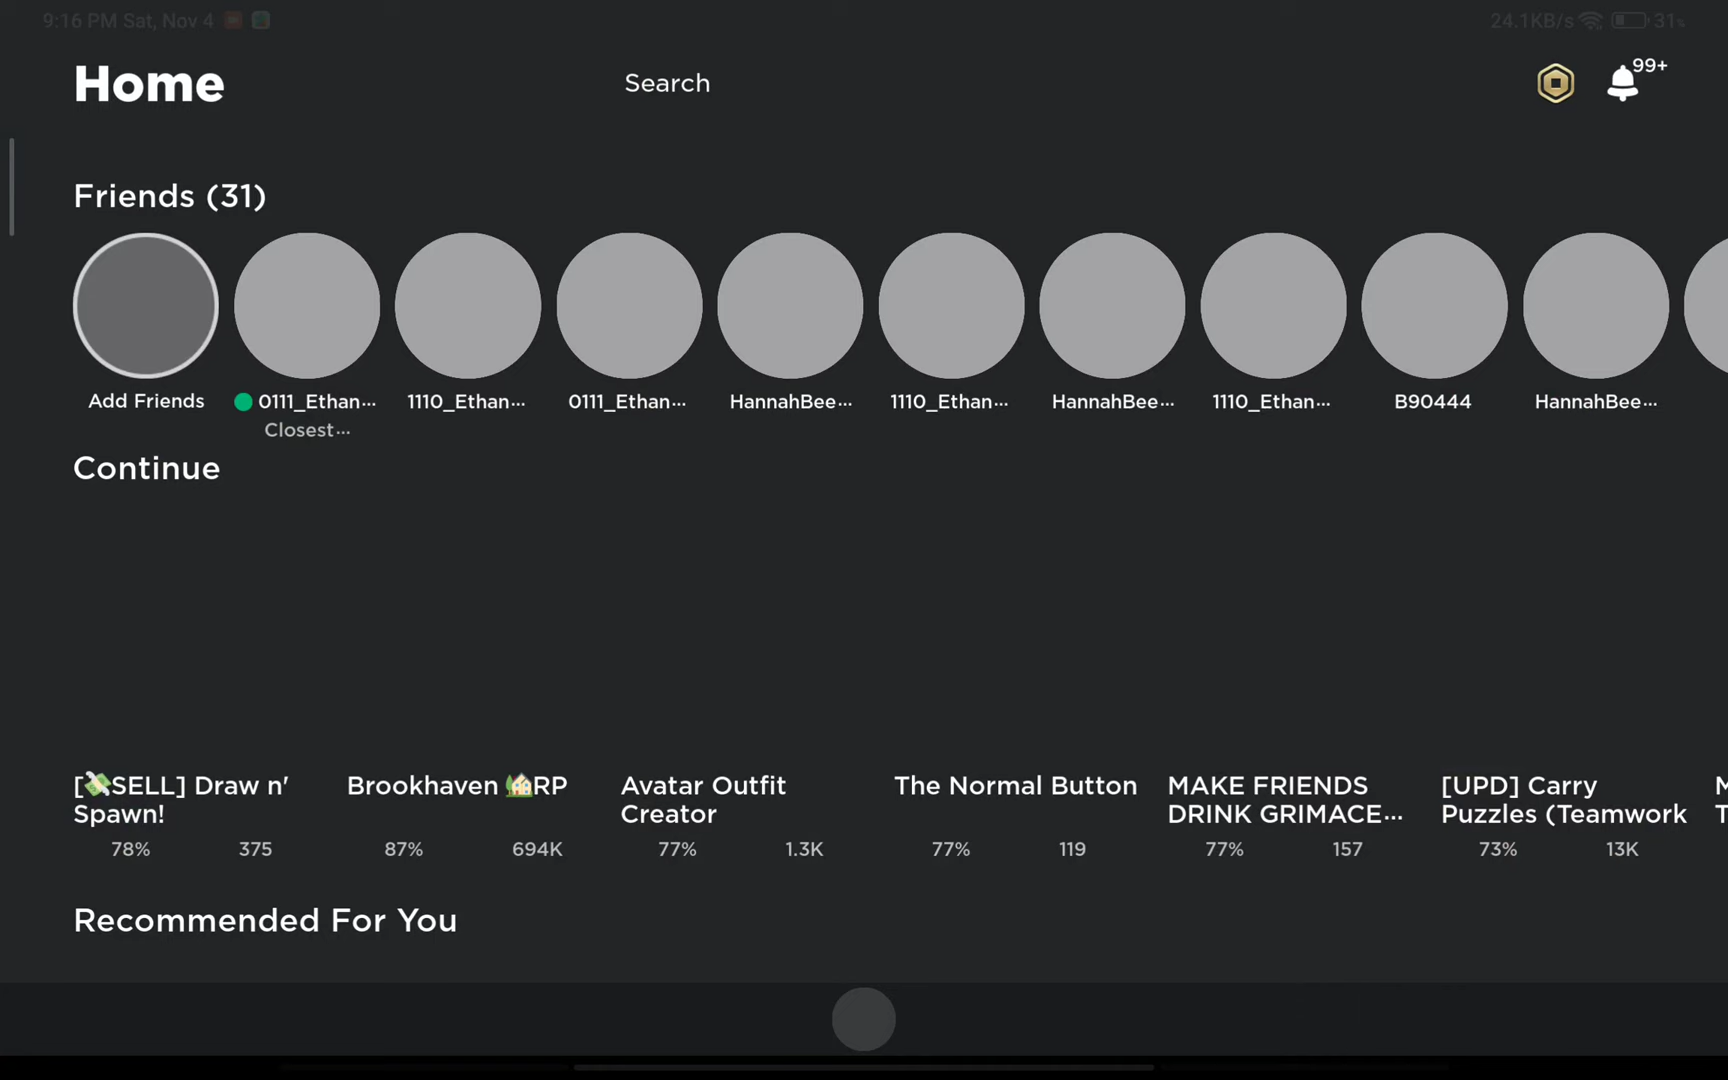 9:16 PM Sat, Nov 4
24.1KB/s 31%
Home
Search
99+
Friends (31)
Add Friends
0111_Ethan...
1110_Ethan...
0111_Ethan...
HannahBee...
1110_Ethan...
HannahBee...
1110_Ethan...
B90444
HannahBee...
Closest...
Continue
[💸SELL] Draw n'
Spawn!
78% 375
Brookhaven 🏡RP
87% 694K
Avatar Outfit
Creator
77% 1.3K
The Normal Button
77% 119
MAKE FRIENDS
DRINK GRIMACE...
77% 157
[UPD] Carry
Puzzles (Teamwork
73% 13K
M
T
Recommended For You